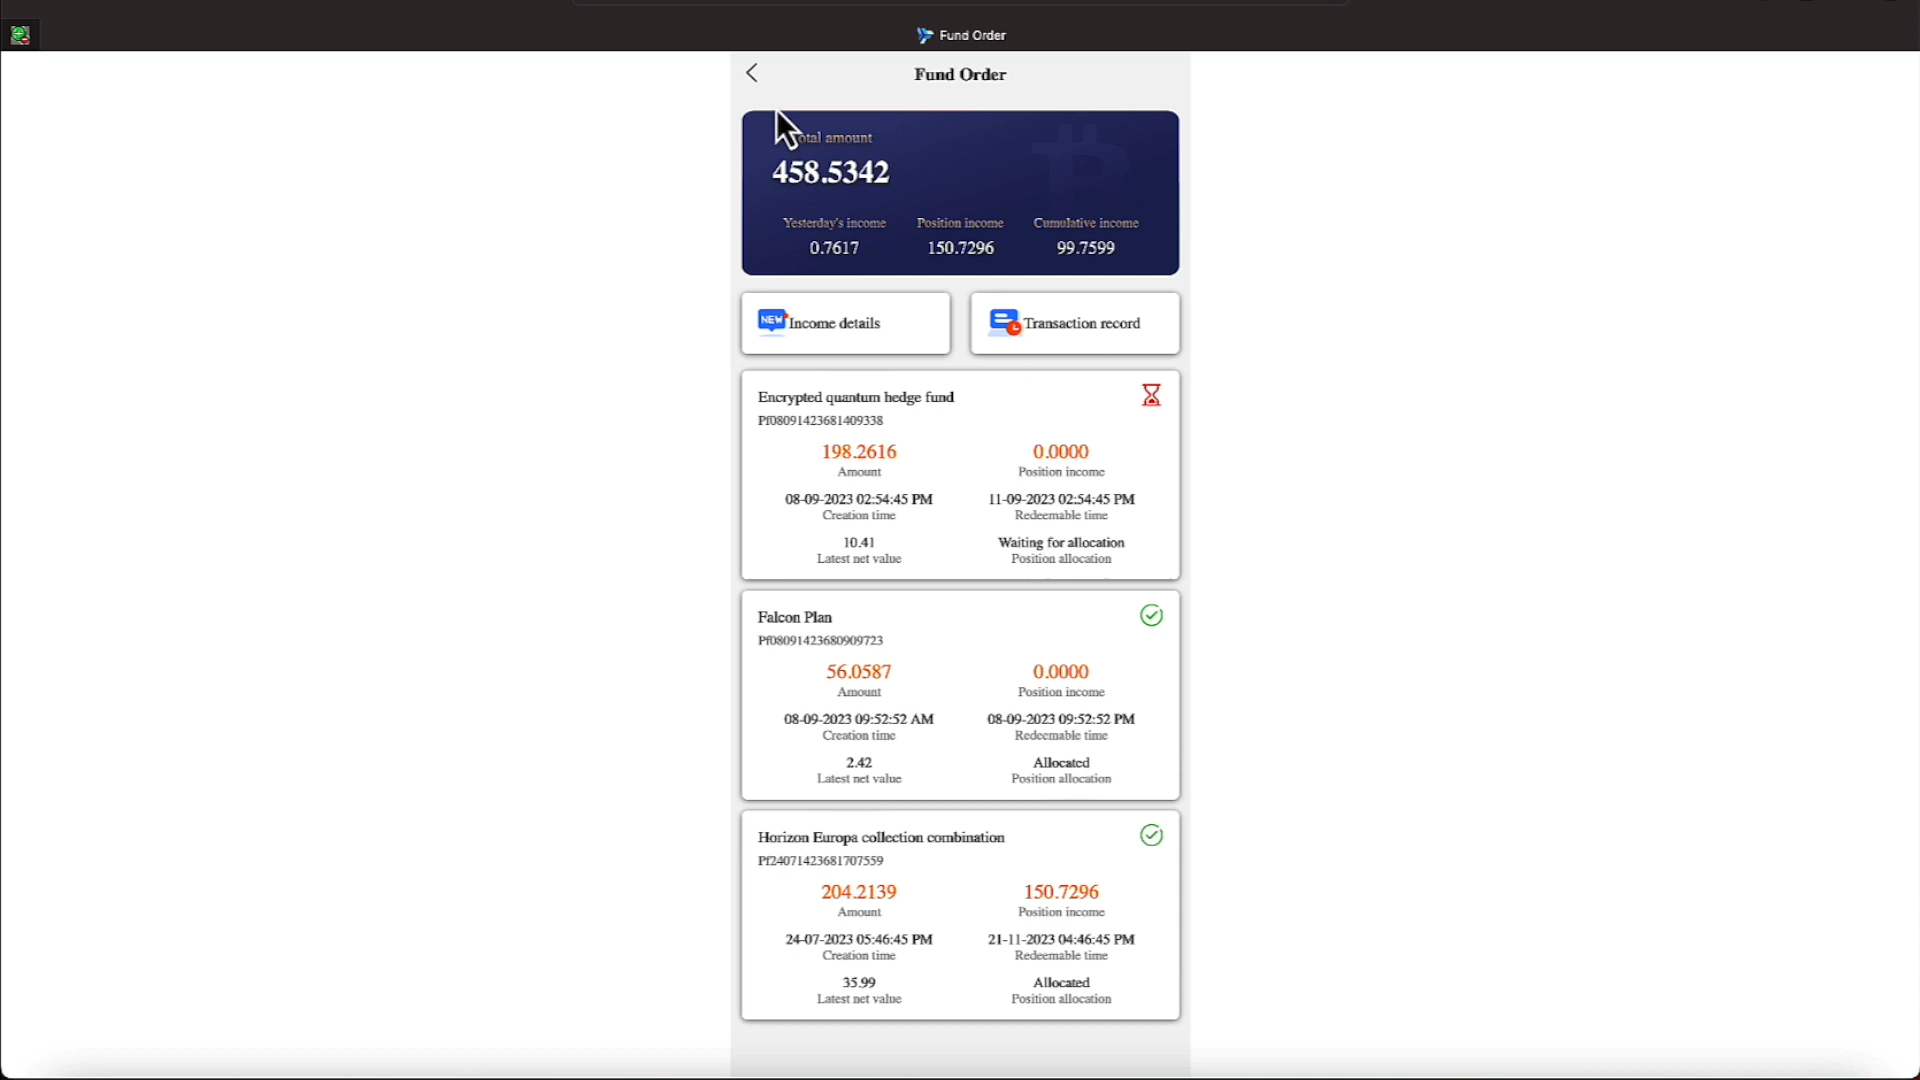 Fund Order
Fund Order
otal amount
458.5342
Yesterday's income Position income Cumulative income
0.7617 150.7296 99.7599
NEW Income details Transaction record
Encrypted quantum hedge fund
Pf08091423681409338
198.2616 0.0000
Amount Position income
08-09-2023 02:54:45 PM 11-09-2023 02:54:45 PM
Creation time Redeemable time
10.41 Waiting for allocation
Latest net value Position allocation
Falcon Plan
Pf08091423680909723
56.0587 0.0000
Amount Position income
08-09-2023 09:52:52 AM 08-09-2023 09:52:52 PM
Creation time Redeemable time
2.42 Allocated
Latest net value Position allocation
Horizon Europa collection combination
Pf24071423681707559
204.2139 150.7296
Amount Position income
24-07-2023 05:46:45 PM 21-11-2023 04:46:45 PM
Creation time Redeemable time
35.99 Allocated
Latest net value Position allocation